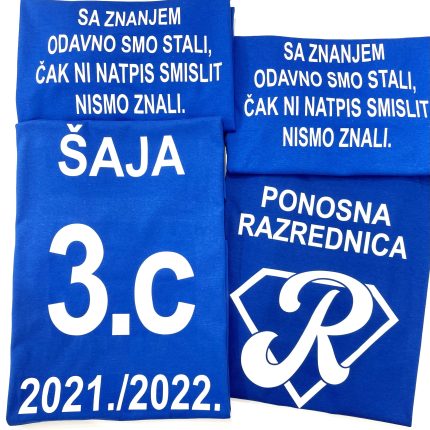 SA ZNANJEM
ODAVNO SMO STALI,
ČAK NI NATPIS SMISLIT
NISMO ZNALI.
SA ZNANJEM
ODAVNO SMO STALI,
ČAK NI NATPIS SMISLIT
NISMO ZNALI.
ŠAJA
3.c
2021./2022.
PONOSNA
RAZREDNICA
R